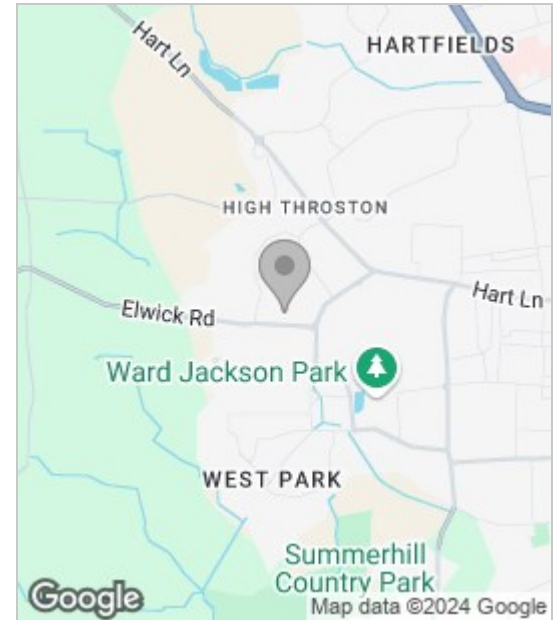 Hart Ln
HARTFIELDS
HIGH THROSTON
Elwick Rd
Hart Ln
Ward Jackson Park
WEST PARK
Summerhill
Country Park
Google
Map data ©2024 Google